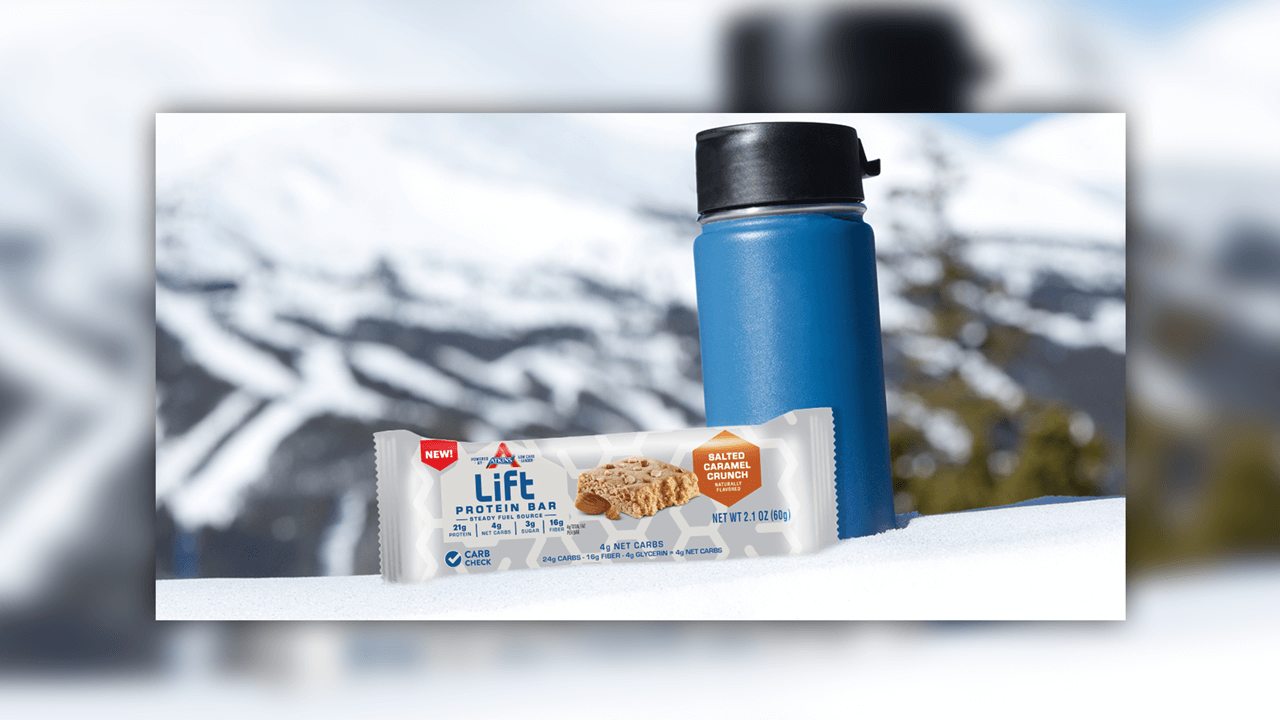 NEW!
POWERED BY
ATKINS
LOW CARB LEADER
Lift
PROTEIN BAR
STEADY FUEL SOURCE
21g PROTEIN
4g NET CARBS
3g SUGAR
16g FIBER
CARB CHECK
SALTED
CARAMEL
CRUNCH
NATURALLY
FLAVORED
NET WT 2.1 OZ (60g)
4g NET CARBS
24g CARBS - 16g FIBER - 4g GLYCERIN = 4g NET CARBS